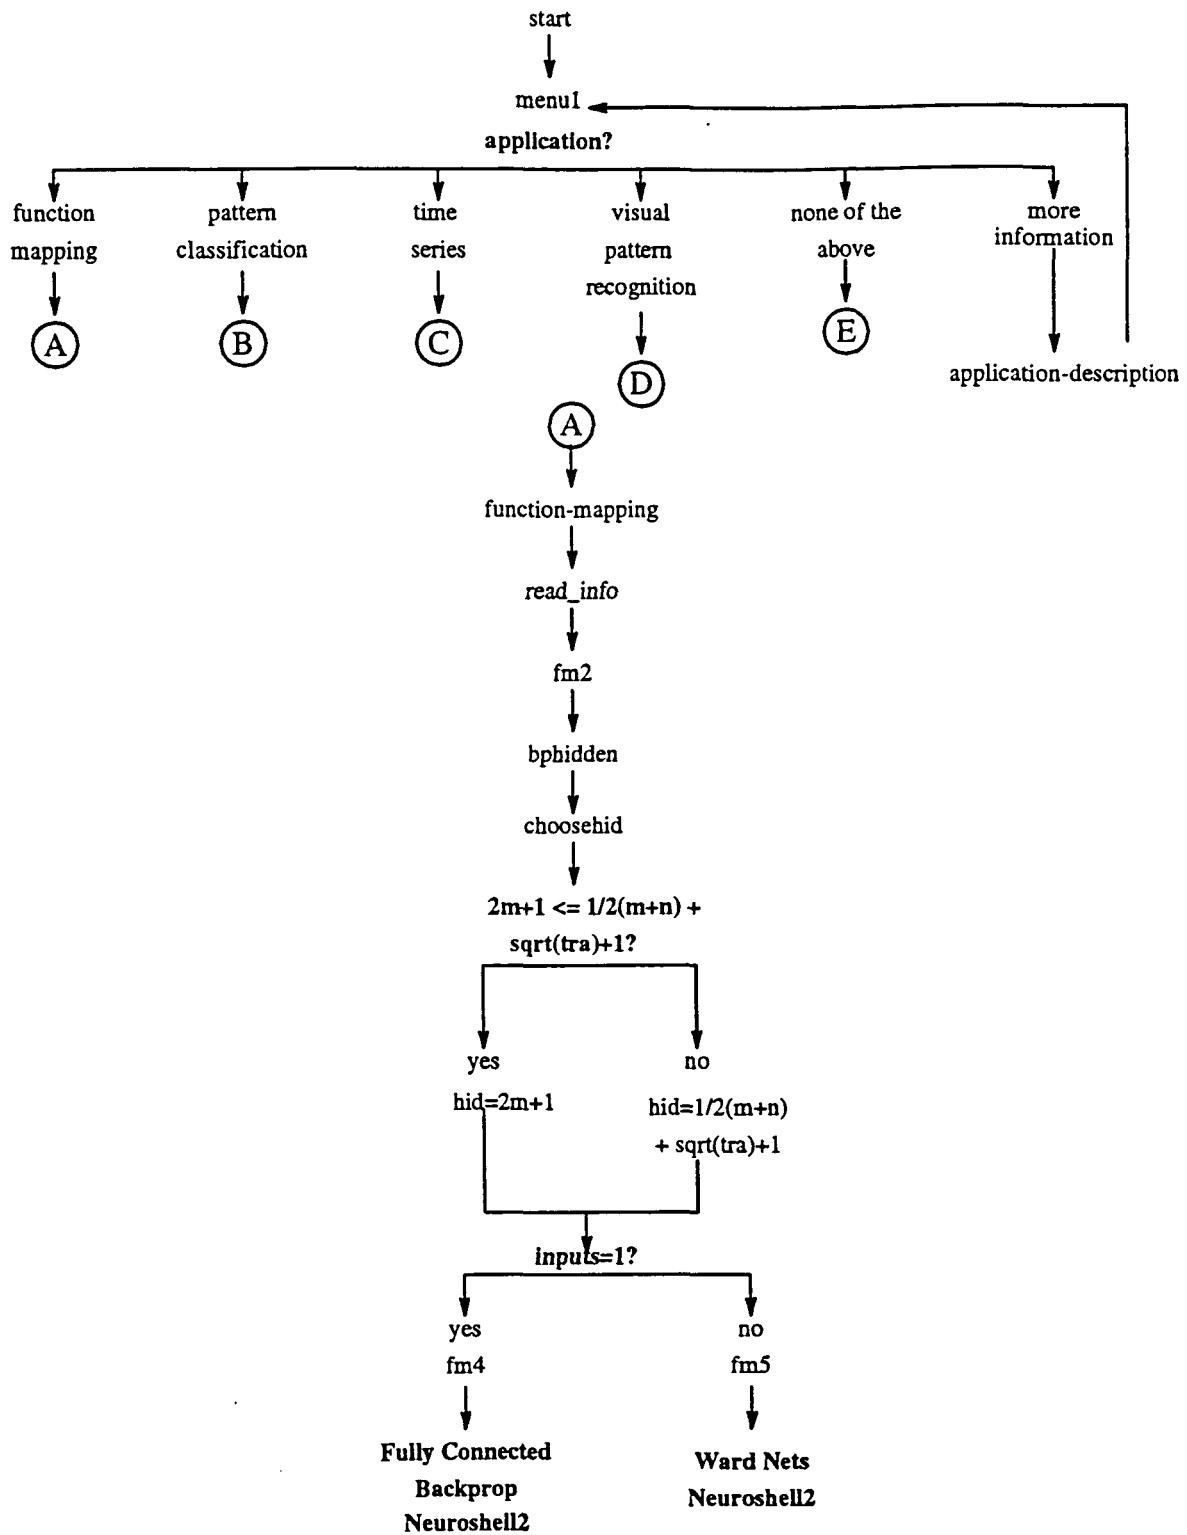 start
menu1
application?
function
mapping
pattern
classification
time
series
visual
pattern
recognition
none of the
above
more
information
A
B
C
D
E
application-description
A
function-mapping
read_info
fm2
bphidden
choosehid
2m+1 <= 1/2(m+n) +
sqrt(tra)+1?
yes
hid=2m+1
no
hid=1/2(m+n)
+ sqrt(tra)+1
inputs=1?
yes
fm4
Fully Connected
Backprop
Neuroshell2
no
fm5
Ward Nets
Neuroshell2